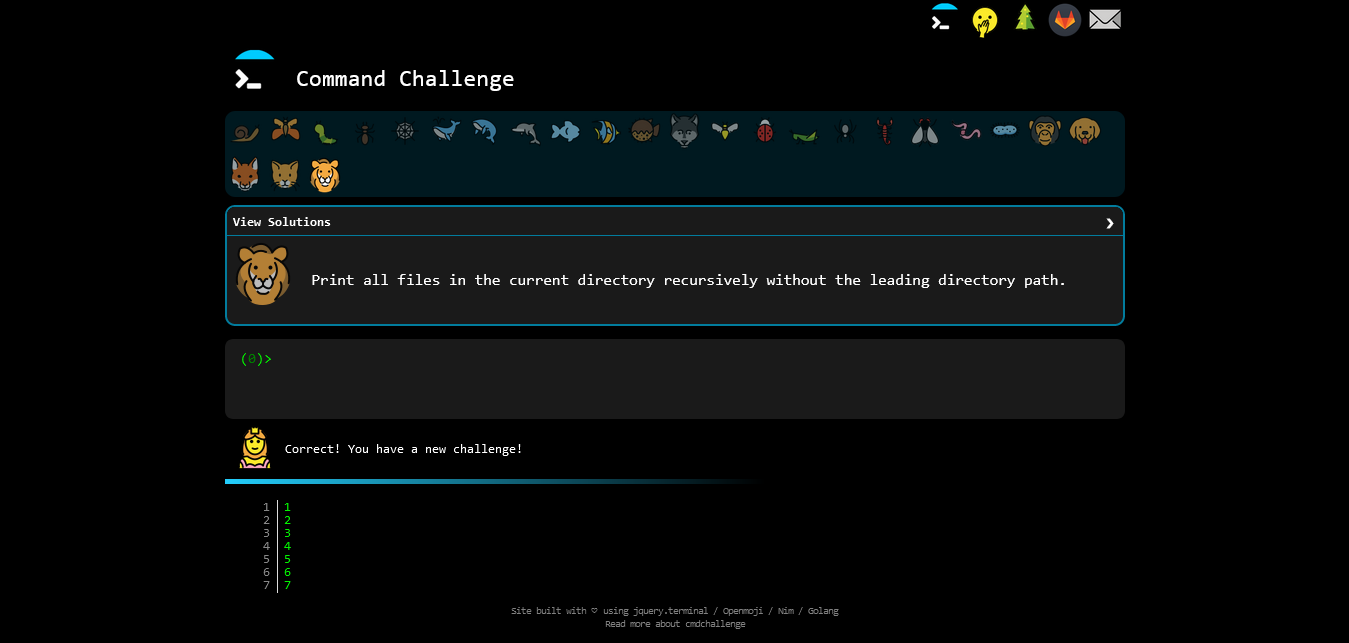 Command Challenge
View Solutions
Print all files in the current directory recursively without the leading directory path.
(0)>
Correct! You have a new challenge!
1 1
2 2
3 3
4 4
5 5
6 6
7 7
Site built with ♡ using jquery.terminal / Openmoji / Nim / Golang
Read more about cmdchallenge